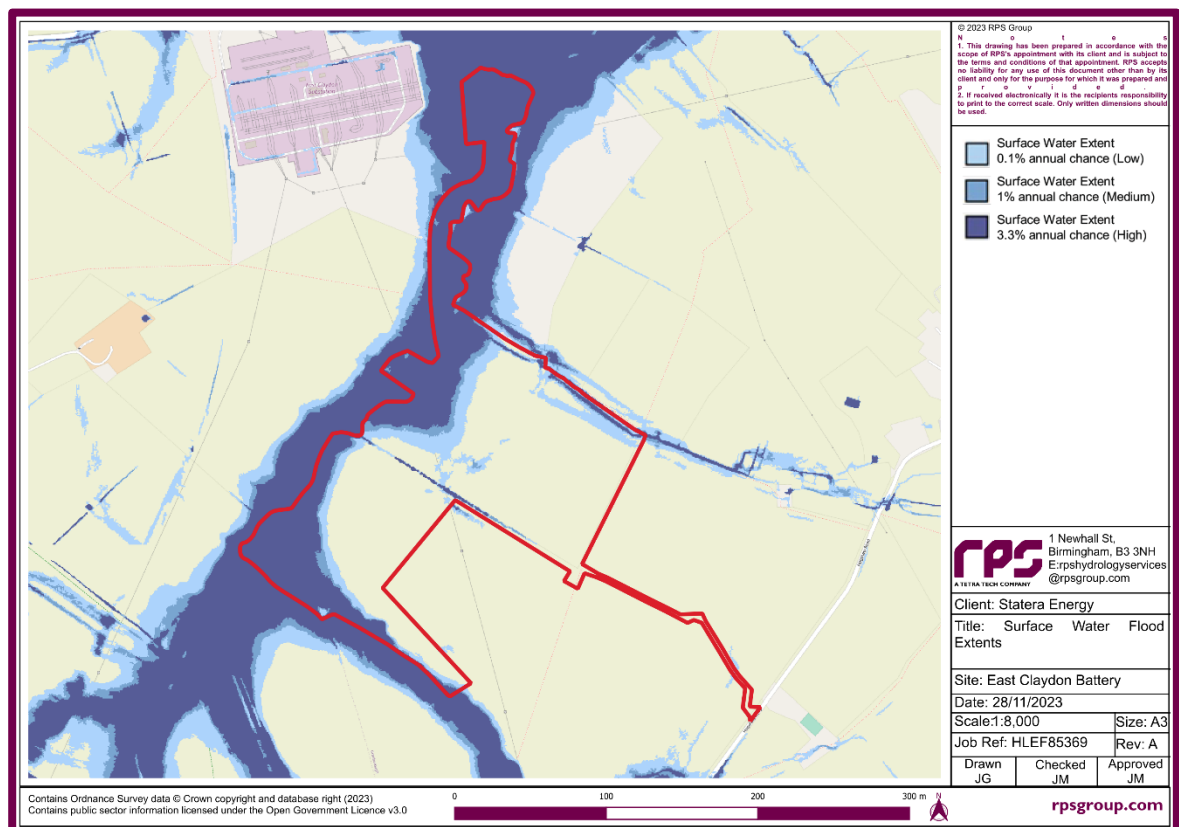 © 2023 RPS Group
N o t e s
1. This drawing has been prepared in accordance with the
scope of RPS's appointment with its client and is subject to
the terms and conditions of that appointment. RPS accepts
no liability for any use of this document other than by its
client and only for the purpose for which it was prepared and
p r o v i d e d .
2. If received electronically it is the recipients responsibility
to print to the correct scale. Only written dimensions should
be used.
Surface Water Extent
0.1% annual chance (Low)
Surface Water Extent
1% annual chance (Medium)
Surface Water Extent
3.3% annual chance (High)
rps
A TETRA TECH COMPANY
1 Newhall St,
Birmingham, B3 3NH
E:rpshydrologyservices
@rpsgroup.com
Client: Statera Energy
Title: Surface Water Flood
Extents
Site: East Claydon Battery
Date: 28/11/2023
Scale:1:8,000 Size: A3
Job Ref: HLEF85369 Rev: A
Drawn Checked Approved
JG JM JM
Contains Ordnance Survey data © Crown copyright and database right (2023)
Contains public sector information licensed under the Open Government Licence v3.0
0 100 200 300 m
N
rpsgroup.com